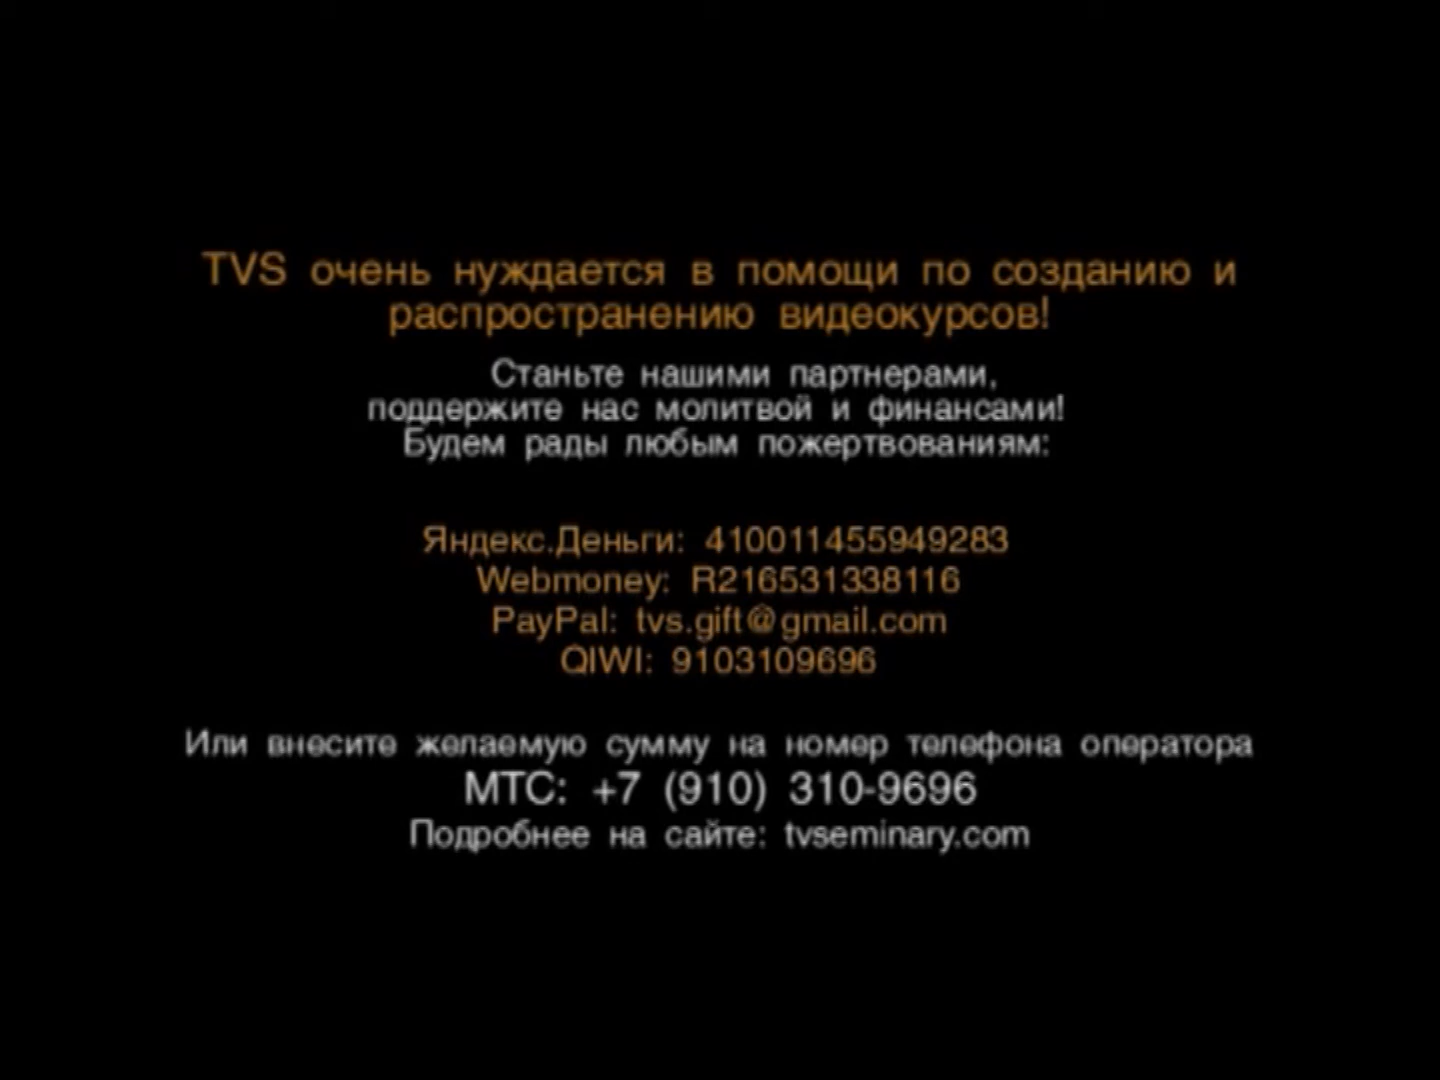 TVS очень нуждается в помощи по созданию и
распространению видеокурсов!
Станьте нашими партнерами,
поддержите нас молитвой и финансами!
Будем рады любым пожертвованиям:
Яндекс.Деньги: 410011455949283
Webmoney: R216531338116
PayPal: tvs.gift@gmail.com
QIWI: 9103109696
Или внесите желаемую сумму на номер телефона оператора
МТС: +7 (910) 310-9696
Подробнее на сайте: tvseminary.com